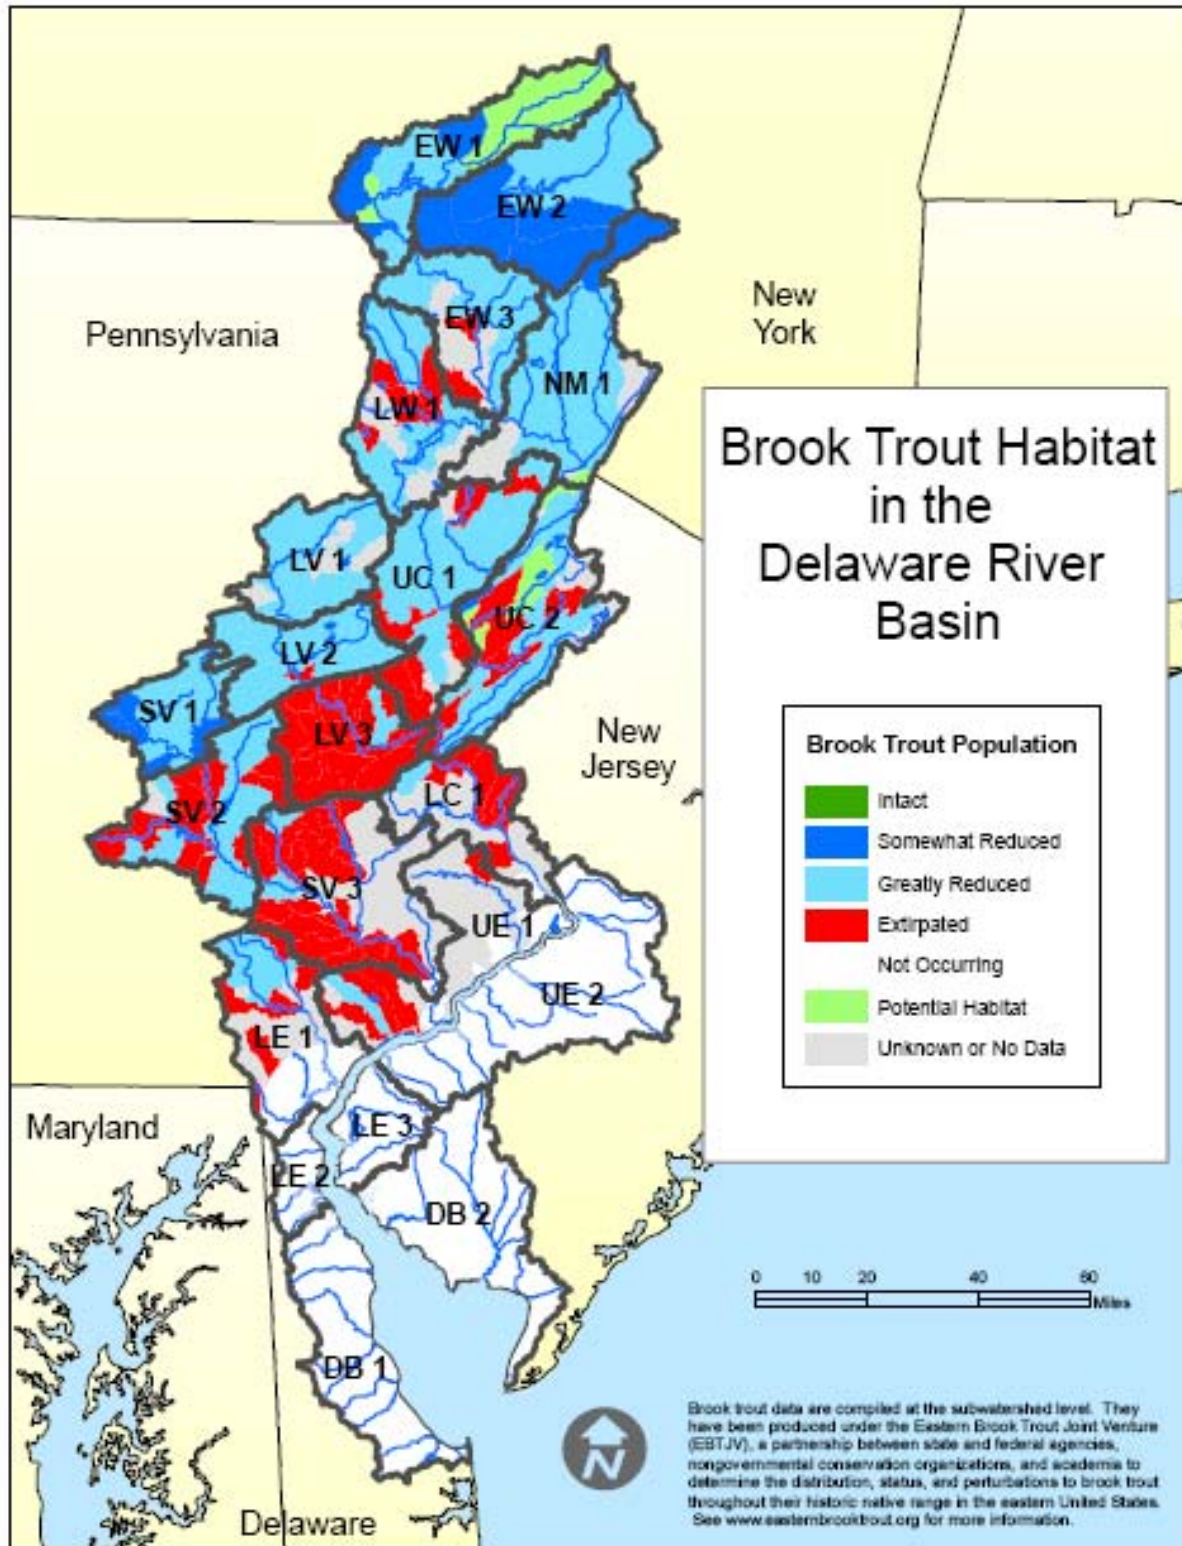 EW 1
EW 2
Pennsylvania
EW 3
New
York
NM 1
LW 1
Brook Trout Habitat
in the
Delaware River
Basin
LV 1
UC 1
UC 2
LV 2
SV 1
LV 3
New
Jersey
Brook Trout Population
Intact
Somewhat Reduced
Greatly Reduced
Extirpated
Not Occurring
Potential Habitat
Unknown or No Data
LC 1
SV 2
SV 3
UE 1
UE 2
LE 1
Maryland
LE 3
LE 2
DB 2
0 10 20 40 60
Miles
DB 1
N
Brook trout data are compiled at the subwatershed level. They
have been produced under the Eastern Brook Trout Joint Venture
(EBTJV), a partnership between state and federal agencies,
nongovernmental conservation organizations, and academia to
determine the distribution, status, and perturbations to brook trout
throughout their historic native range in the eastern United States.
See www.easternbrooktrout.org for more information.
Delaware